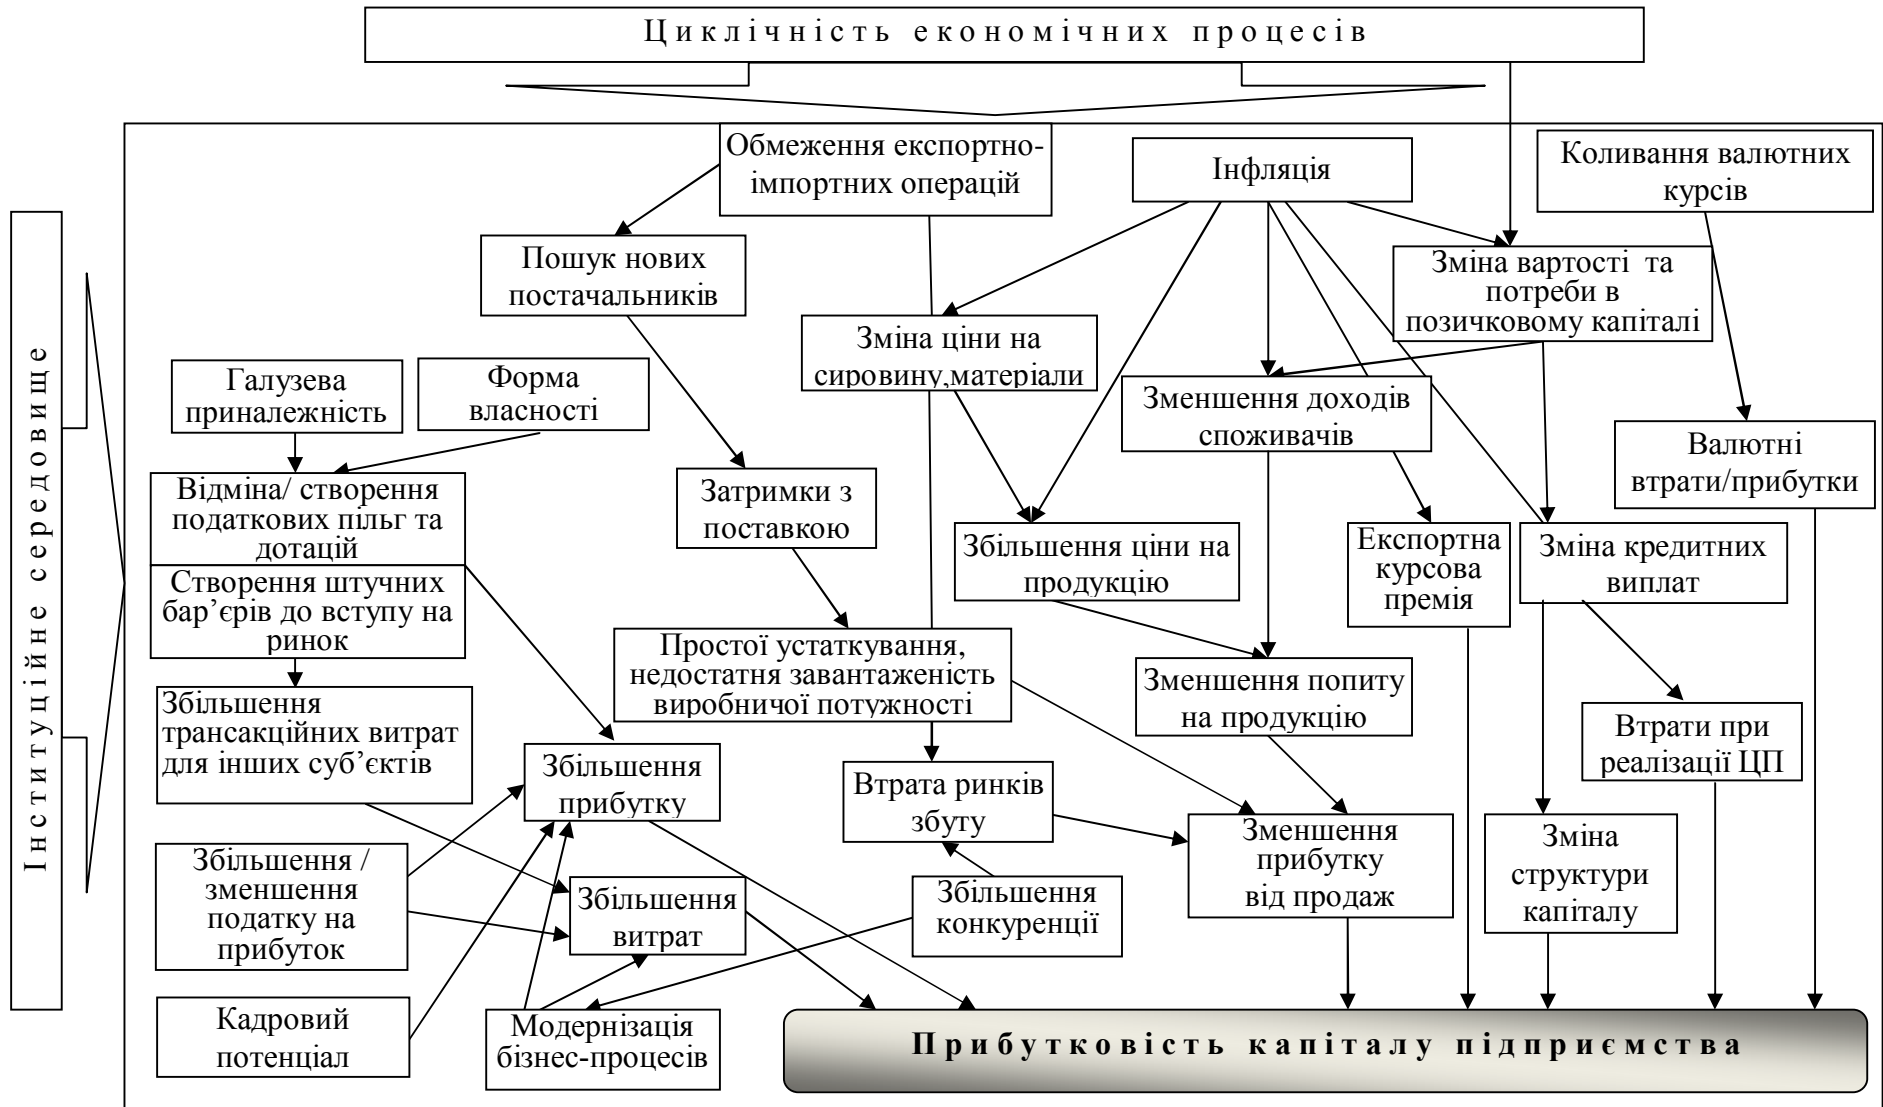 Циклічність економічних процесів
Інституційне середовище
Обмеження експортно-
імпортних операцій
Інфляція
Коливання валютних
курсів
Пошук нових
постачальників
Зміна вартості та
потреби в
позичковому капіталі
Зміна ціни на
сировину,матеріали
Галузева
приналежність
Форма
власності
Зменшення доходів
споживачів
Валютні
втрати/прибутки
Відміна/ створення
податкових пільг та
дотацій
Затримки з
поставкою
Збільшення ціни на
продукцію
Експортна
курсова
премія
Зміна кредитних
виплат
Створення штучних
бар’єрів до вступу на
ринок
Простої устаткування,
недостатня завантаженість
виробничої потужності
Зменшення попиту
на продукцію
Збільшення
трансакційних витрат
для інших суб’єктів
Втрати при
реалізації ЦП
Збільшення
прибутку
Втрата ринків
збуту
Зменшення
прибутку
від продаж
Зміна
структури
капіталу
Збільшення /
зменшення
податку на
прибуток
Збільшення
витрат
Збільшення
конкуренції
Кадровий
потенціал
Модернізація
бізнес-процесів
Прибутковість капіталу підприємства